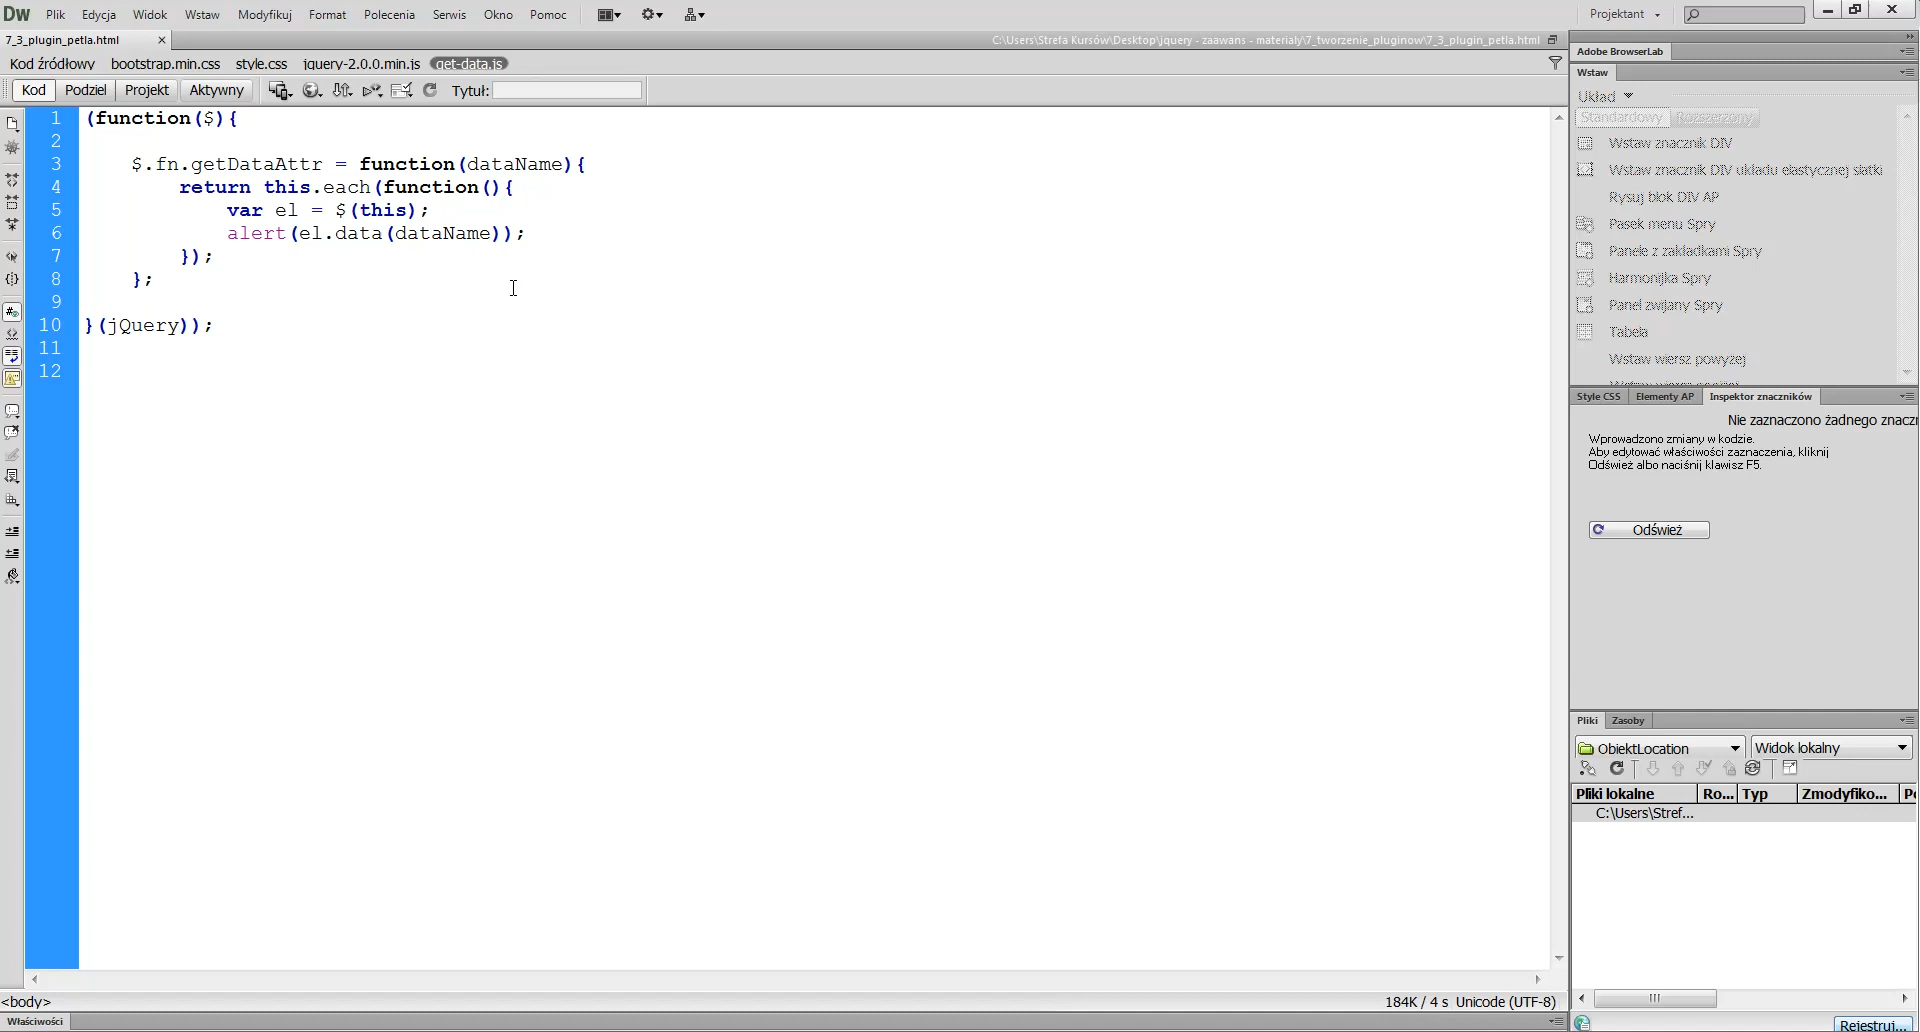 Dw Plik Edycja Widok Wstaw Modyfikuj Format Polecenia Serwis Okno Pomoc Projektant
7_3_plugin_petla.html C:\Users\Strefa Kursów\Desktop\jquery - zaawans - materialy\7_tworzenie_pluginow\7_3_plugin_petla.html
Kod źródłowy bootstrap.min.css style.css jquery-2.0.0.min.js get-data.js
Kod Podziel Projekt Aktywny Tytuł:
1 (function($){
2
3 $.fn.getDataAttr = function(dataName){
4 return this.each(function(){
5 var el = $(this);
6 alert(el.data(dataName));
7 });
8 };
9
10 }(jQuery));
11
12
<body> 184K / 4 s Unicode (UTF-8)
Właściwości
Adobe BrowserLab
Wstaw
Układ
Standardowy Rozszerzony
Wstaw znacznik DIV
Wstaw znacznik DIV układu elastycznej siatki
Rysuj blok DIV AP
Pasek menu Spry
Panele z zakładkami Spry
Harmonijka Spry
Panel zwijany Spry
Tabela
Wstaw wiersz powyżej
Style CSS Elementy AP Inspektor znaczników
Nie zaznaczono żadnego znacz
Wprowadzono zmiany w kodzie.
Aby edytować właściwości zaznaczenia, kliknij
Odśwież albo naciśnij klawisz F5.
Odśwież
Pliki Zasoby
ObiektLocation Widok lokalny
Pliki lokalne Ro... Typ Zmodyfiko...
C:\Users\Stref...
Rejestruj...